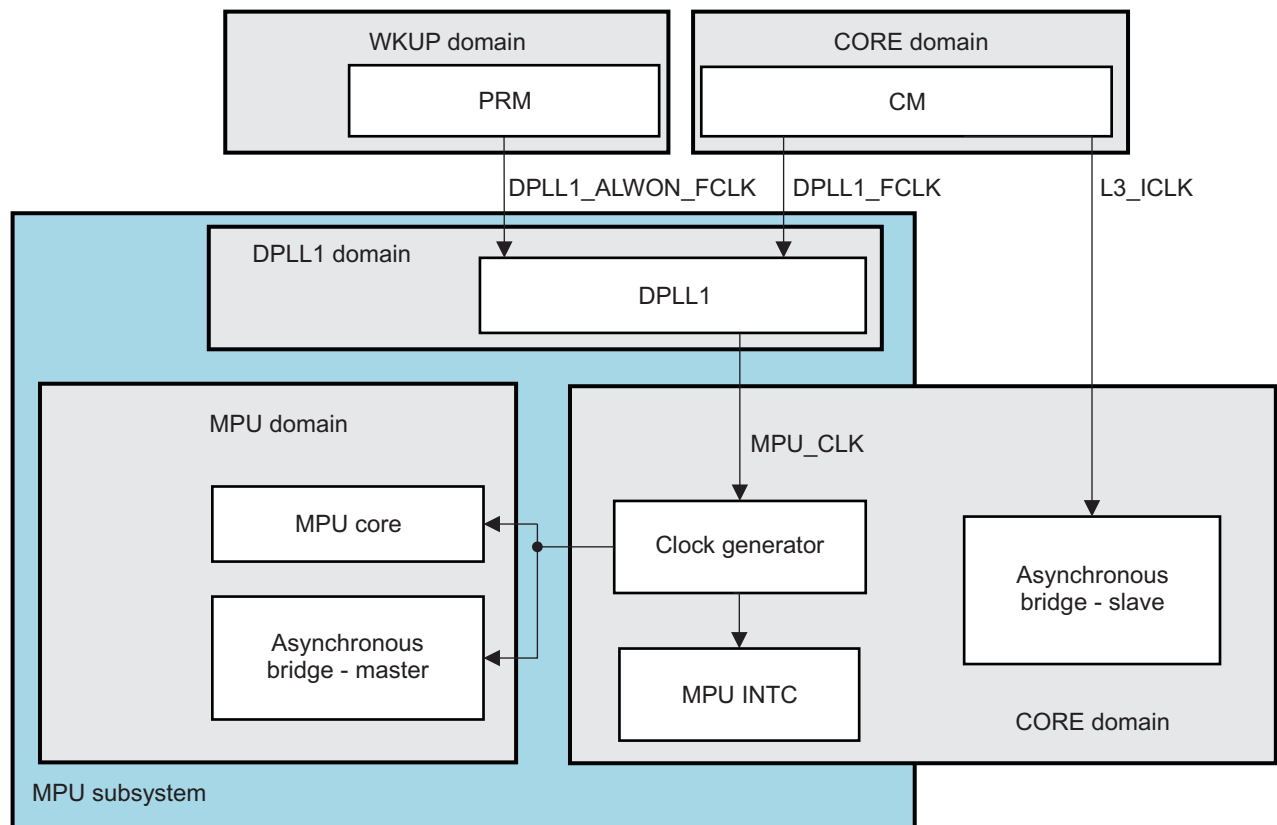 WKUP domain
CORE domain
PRM
CM
DPLL1_ALWON_FCLK
DPLL1_FCLK
L3_ICLK
DPLL1 domain
DPLL1
MPU domain
MPU_CLK
MPU core
Clock generator
Asynchronous
bridge - slave
Asynchronous
bridge - master
MPU INTC
CORE domain
MPU subsystem